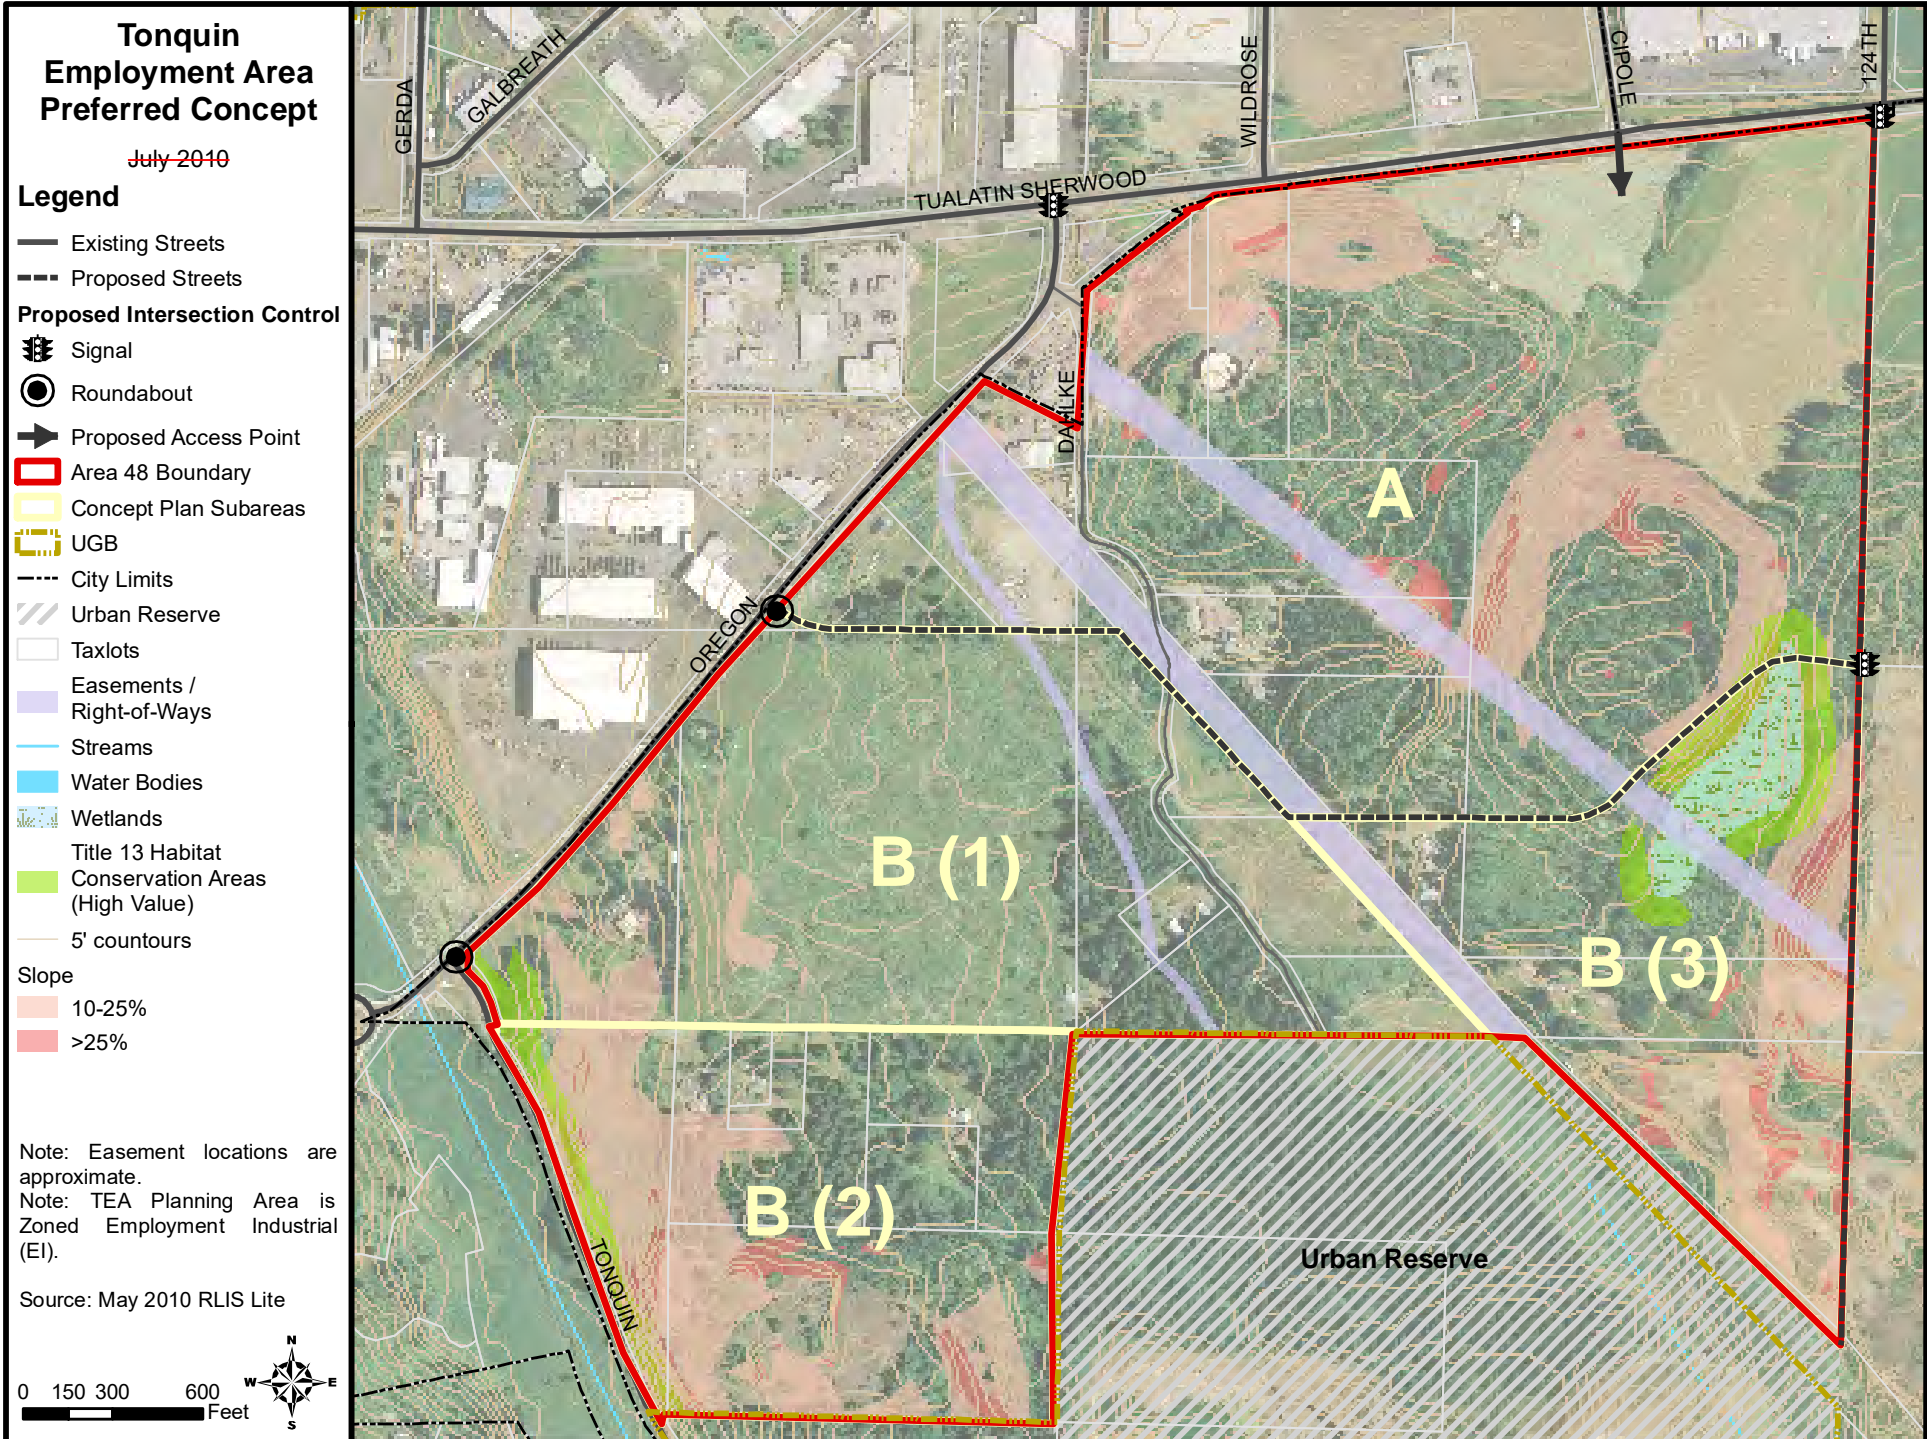 Tonquin
Employment Area
Preferred Concept
July 2010
Legend
Existing Streets
Proposed Streets
Proposed Intersection Control
Signal
Roundabout
Proposed Access Point
Area 48 Boundary
Concept Plan Subareas
UGB
City Limits
Urban Reserve
Taxlots
Easements /
Right-of-Ways
Streams
Water Bodies
Wetlands
Title 13 Habitat
Conservation Areas
(High Value)
5' countours
Slope
10-25%
>25%
Note: Easement locations are
approximate.
Note: TEA Planning Area is
Zoned Employment Industrial
(EI).
Source: May 2010 RLIS Lite
N
W E
S
0 150 300 600
Feet
GERDA
GALBREATH
WILDROSE
CIPOLE
124TH
TUALATIN SHERWOOD
DAHLKE
A
OREGON
B (1)
B (3)
B (2)
TONQUIN
Urban Reserve